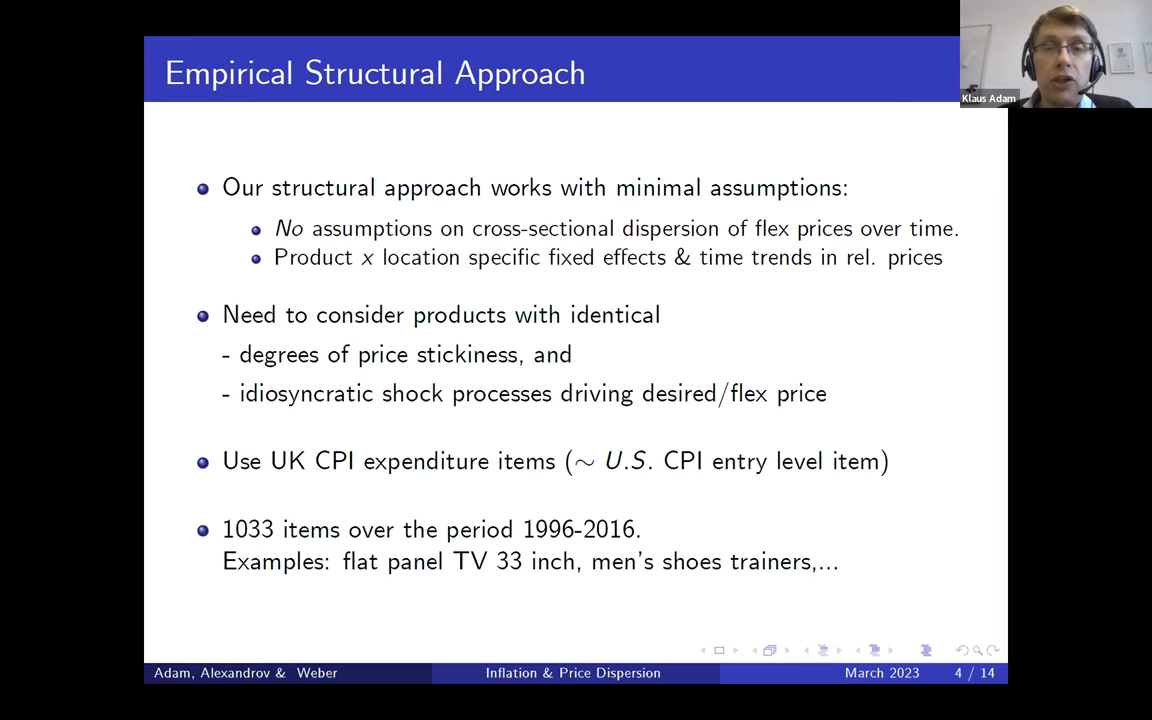 Empirical Structural Approach
Klaus Adam
Our structural approach works with minimal assumptions:
No assumptions on cross-sectional dispersion of flex prices over time.
Product x location specific fixed effects & time trends in rel. prices
Need to consider products with identical
- degrees of price stickiness, and
- idiosyncratic shock processes driving desired/flex price
Use UK CPI expenditure items (∼ U.S. CPI entry level item)
1033 items over the period 1996-2016.
Examples: flat panel TV 33 inch, men's shoes trainers,...
Adam, Alexandrov & Weber
Inflation & Price Dispersion
March 2023
4 / 14